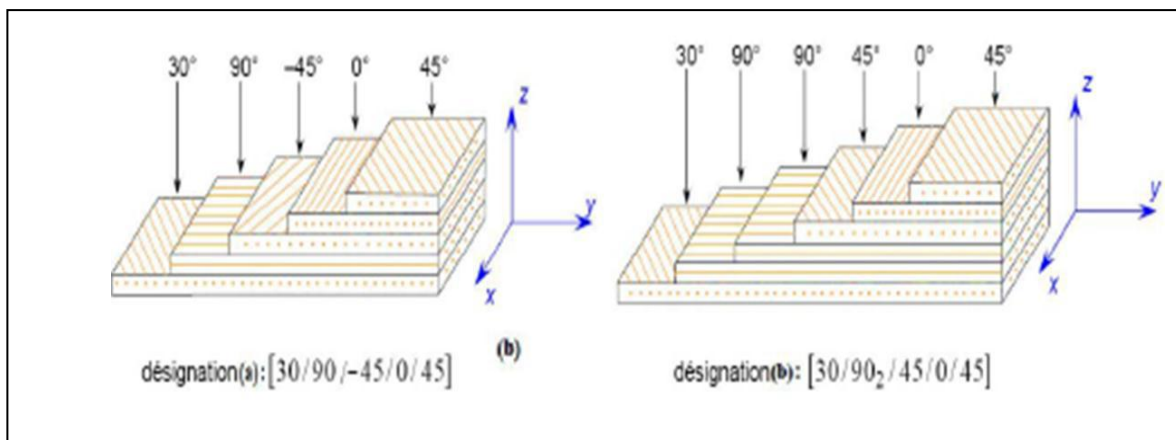 30° 90° –45° 0° 45°
z
y
x
30° 90° 90° 45° 0° 45°
z
y
x
(b)
désignation(a): [30/90/–45/0/45]
désignation(b): [30/90₂/45/0/45]